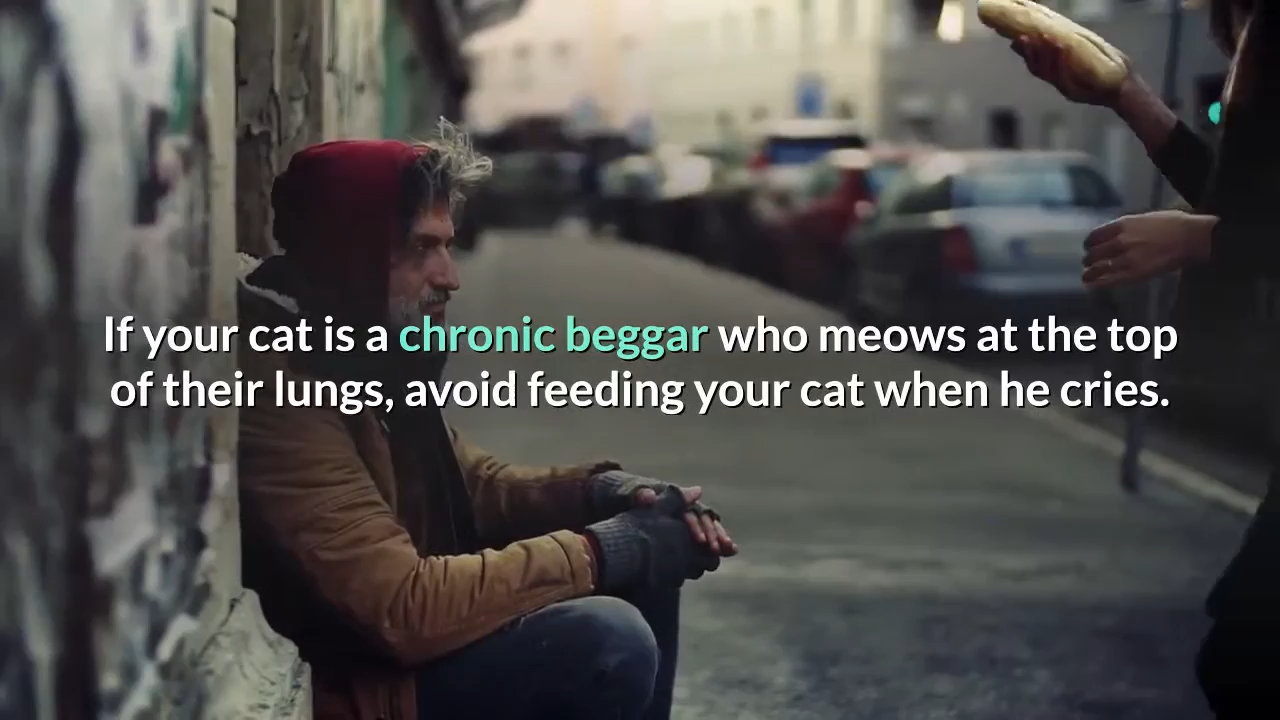 If your cat is a chronic beggar who meows at the top
of their lungs, avoid feeding your cat when he cries.